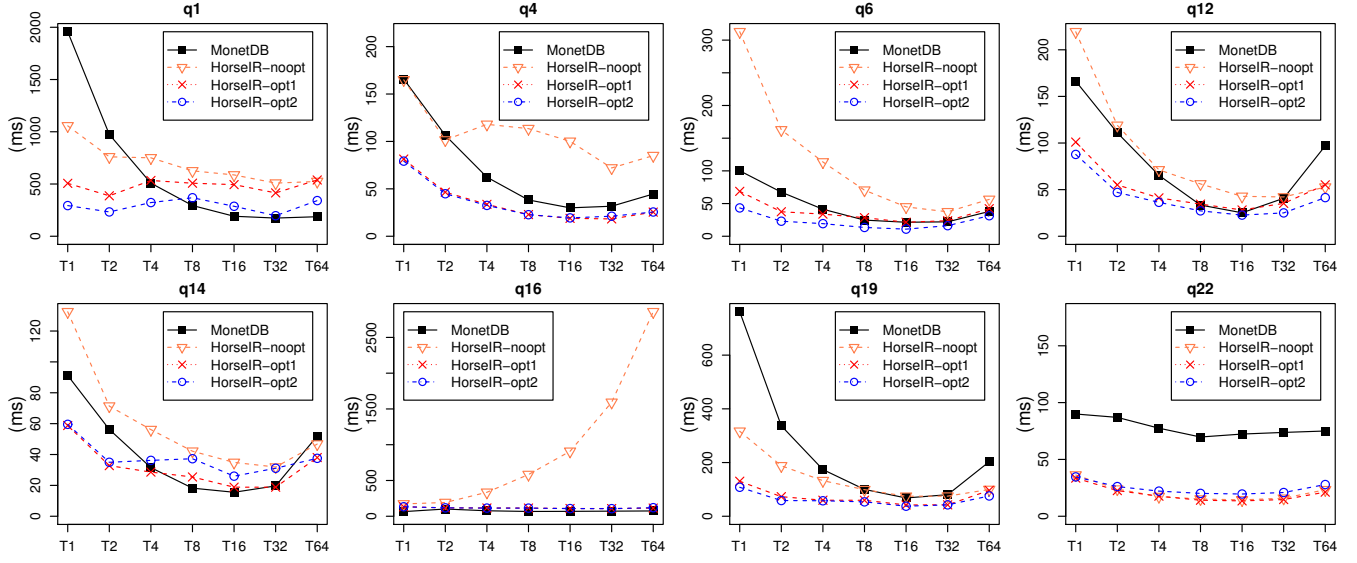 q1
2000
1500
1000
500
0
(ms)
MonetDB
HorseIR-noopt
HorseIR-opt1
HorseIR-opt2
T1 T2 T4 T8 T16 T32 T64
q4
200
150
100
50
0
(ms)
MonetDB
HorseIR-noopt
HorseIR-opt1
HorseIR-opt2
T1 T2 T4 T8 T16 T32 T64
q6
300
200
100
50
0
(ms)
MonetDB
HorseIR-noopt
HorseIR-opt1
HorseIR-opt2
T1 T2 T4 T8 T16 T32 T64
q12
200
150
100
50
0
(ms)
MonetDB
HorseIR-noopt
HorseIR-opt1
HorseIR-opt2
T1 T2 T4 T8 T16 T32 T64
q14
120
80
60
40
20
0
(ms)
MonetDB
HorseIR-noopt
HorseIR-opt1
HorseIR-opt2
T1 T2 T4 T8 T16 T32 T64
q16
2500
1500
500
0
(ms)
MonetDB
HorseIR-noopt
HorseIR-opt1
HorseIR-opt2
T1 T2 T4 T8 T16 T32 T64
q19
600
400
200
0
(ms)
MonetDB
HorseIR-noopt
HorseIR-opt1
HorseIR-opt2
T1 T2 T4 T8 T16 T32 T64
q22
150
100
50
0
(ms)
MonetDB
HorseIR-noopt
HorseIR-opt1
HorseIR-opt2
T1 T2 T4 T8 T16 T32 T64